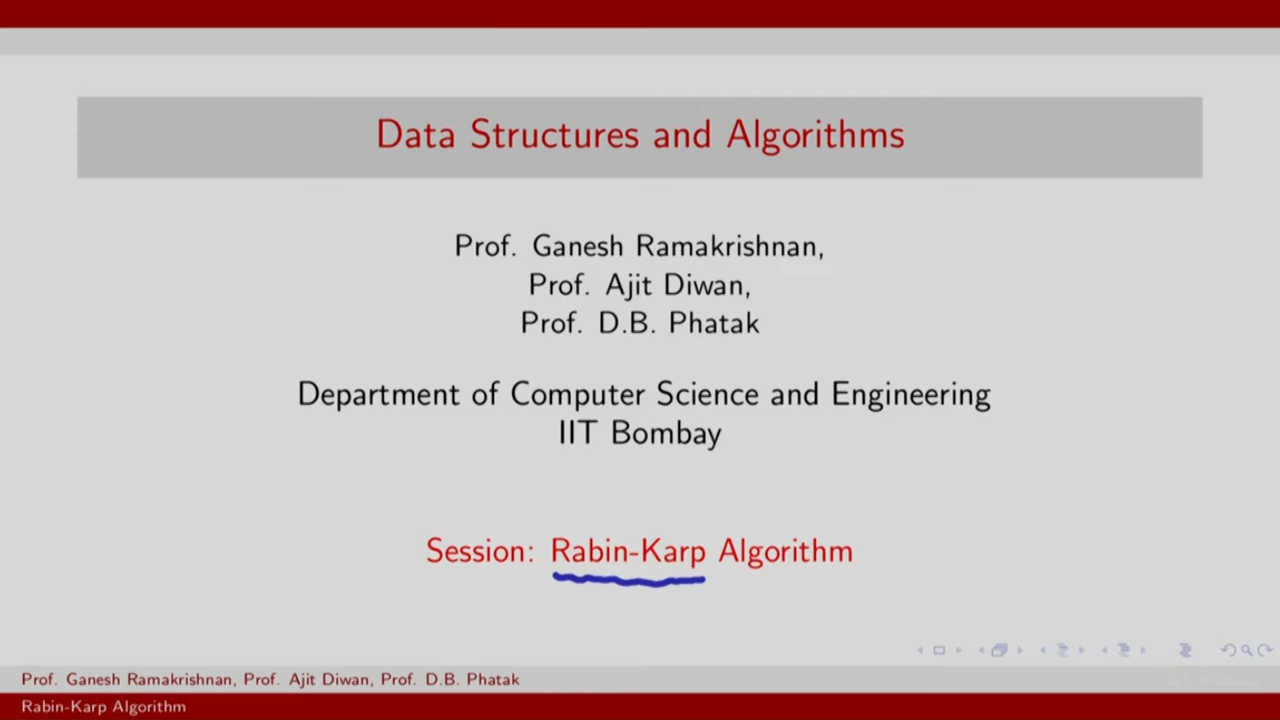 Data Structures and Algorithms
Prof. Ganesh Ramakrishnan,
Prof. Ajit Diwan,
Prof. D.B. Phatak
Department of Computer Science and Engineering
IIT Bombay
Session: Rabin-Karp Algorithm
Prof. Ganesh Ramakrishnan, Prof. Ajit Diwan, Prof. D.B. Phatak
Rabin-Karp Algorithm